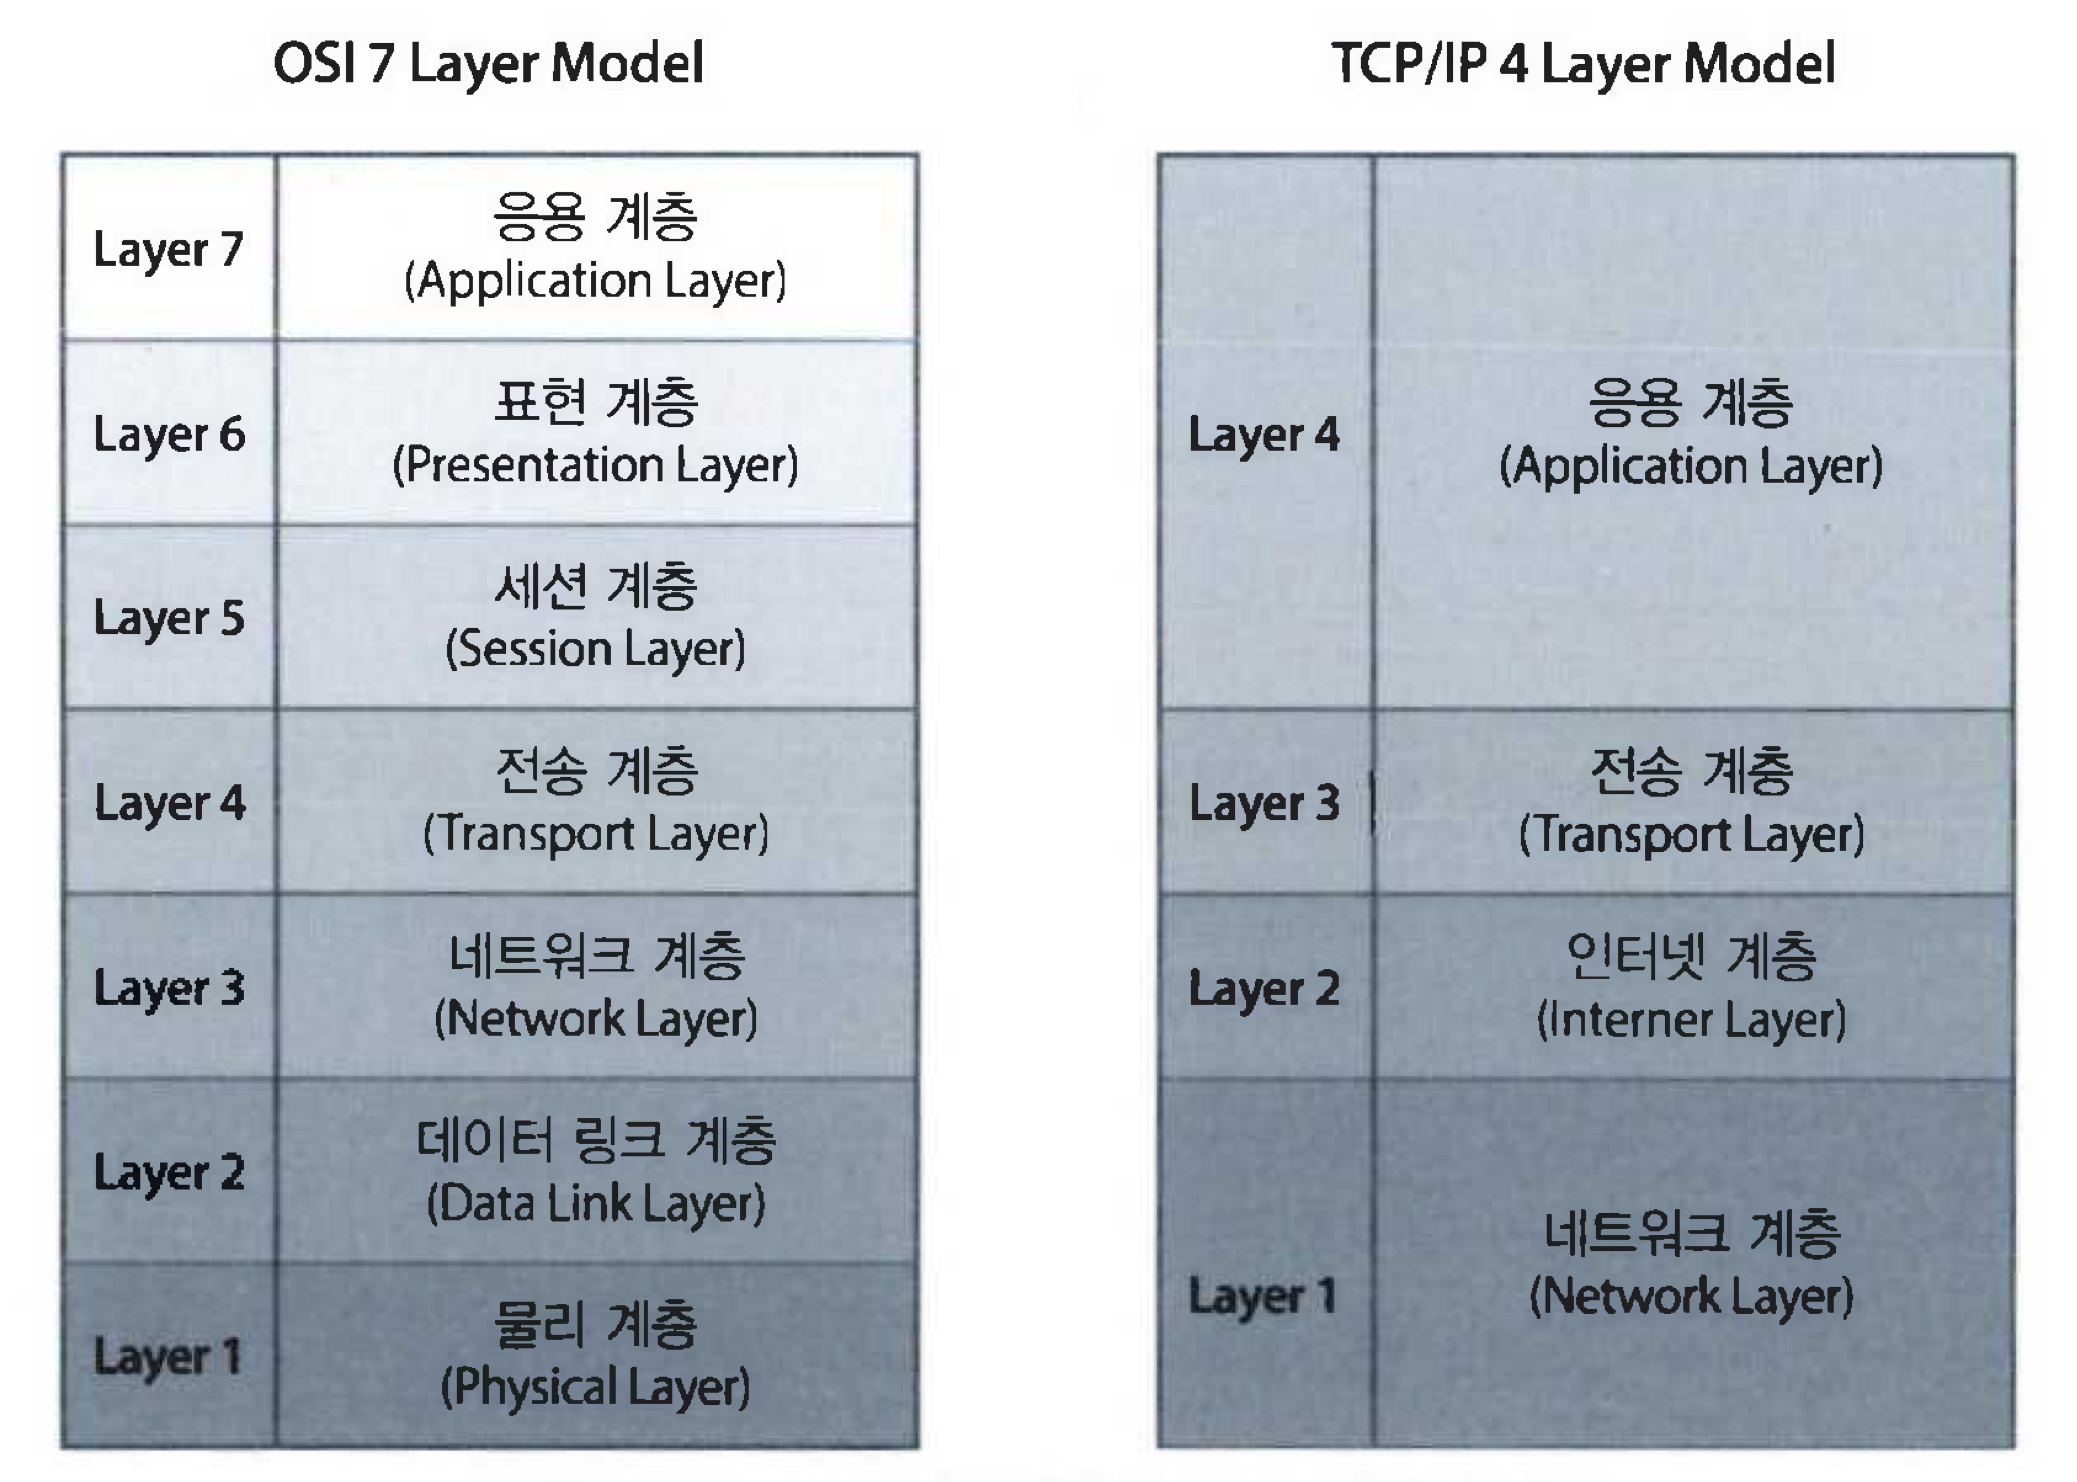 OSI 7 Layer Model
Layer 7
응용 계층
(Application Layer)
Layer 6
표현 계층
(Presentation Layer)
Layer 5
세션 계층
(Session Layer)
Layer 4
전송 계층
(Transport Layer)
Layer 3
네트워크 계층
(Network Layer)
Layer 2
데이터 링크 계층
(Data Link Layer)
Layer 1
물리 계층
(Physical Layer)
TCP/IP 4 Layer Model
Layer 4
응용 계층
(Application Layer)
Layer 3
전송 계층
(Transport Layer)
Layer 2
인터넷 계층
(Interner Layer)
Layer 1
네트워크 계층
(Network Layer)